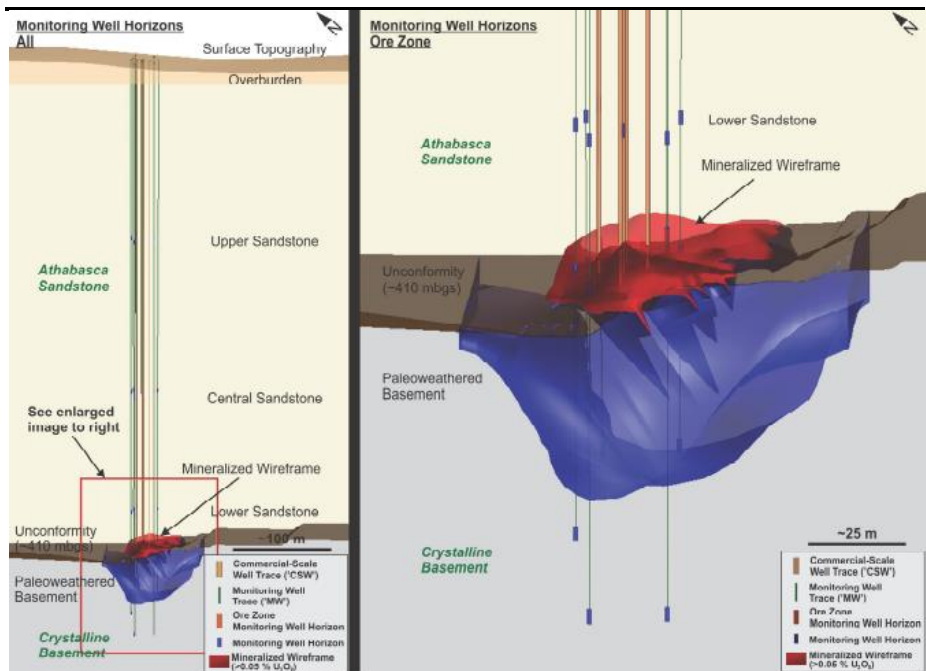 Monitoring Well Horizons
All
N
Surface Topography
Overburden
Athabasca
Sandstone
Upper Sandstone
Central Sandstone
See enlarged
image to right
Mineralized Wireframe
Lower Sandstone
Unconformity
(~410 mbgs)
~100 m
Paleoweathered
Basement
Crystalline
Basement
Commercial-Scale
Well Trace ('CSW')
Monitoring Well
Trace ('MW')
Ore Zone
Monitoring Well Horizon
Monitoring Well Horizon
Mineralized Wireframe
(>0.05 % U₃O₈)
Monitoring Well Horizons
Ore Zone
N
Athabasca
Sandstone
Lower Sandstone
Mineralized Wireframe
Unconformity
(~410 mbgs)
Paleoweathered
Basement
Crystalline
Basement
~25 m
Commercial-Scale
Well Trace ('CSW')
Monitoring Well
Trace ('MW')
Ore Zone
Monitoring Well Horizon
Monitoring Well Horizon
Mineralized Wireframe